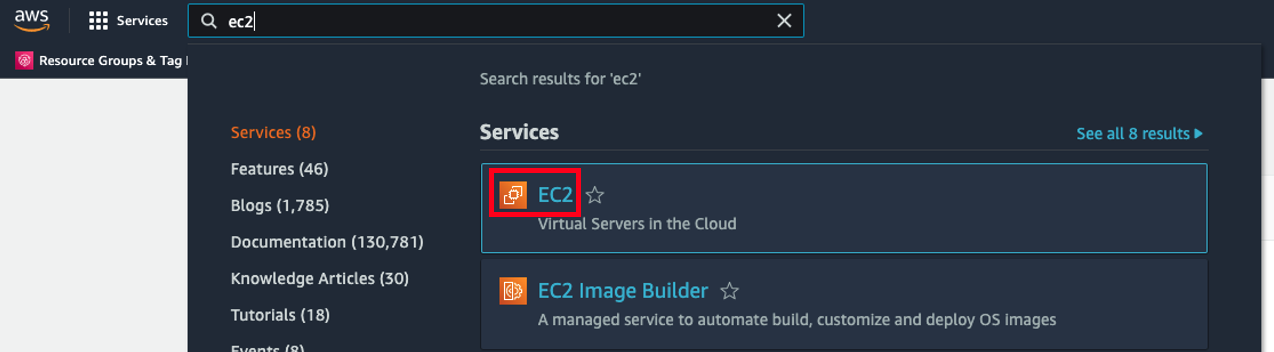 aws
Services
ec2
Resource Groups & Tag
Search results for 'ec2'
Services (8)
Features (46)
Blogs (1,785)
Documentation (130,781)
Knowledge Articles (30)
Tutorials (18)
Events (8)
Services
See all 8 results
EC2
Virtual Servers in the Cloud
EC2 Image Builder
A managed service to automate build, customize and deploy OS images